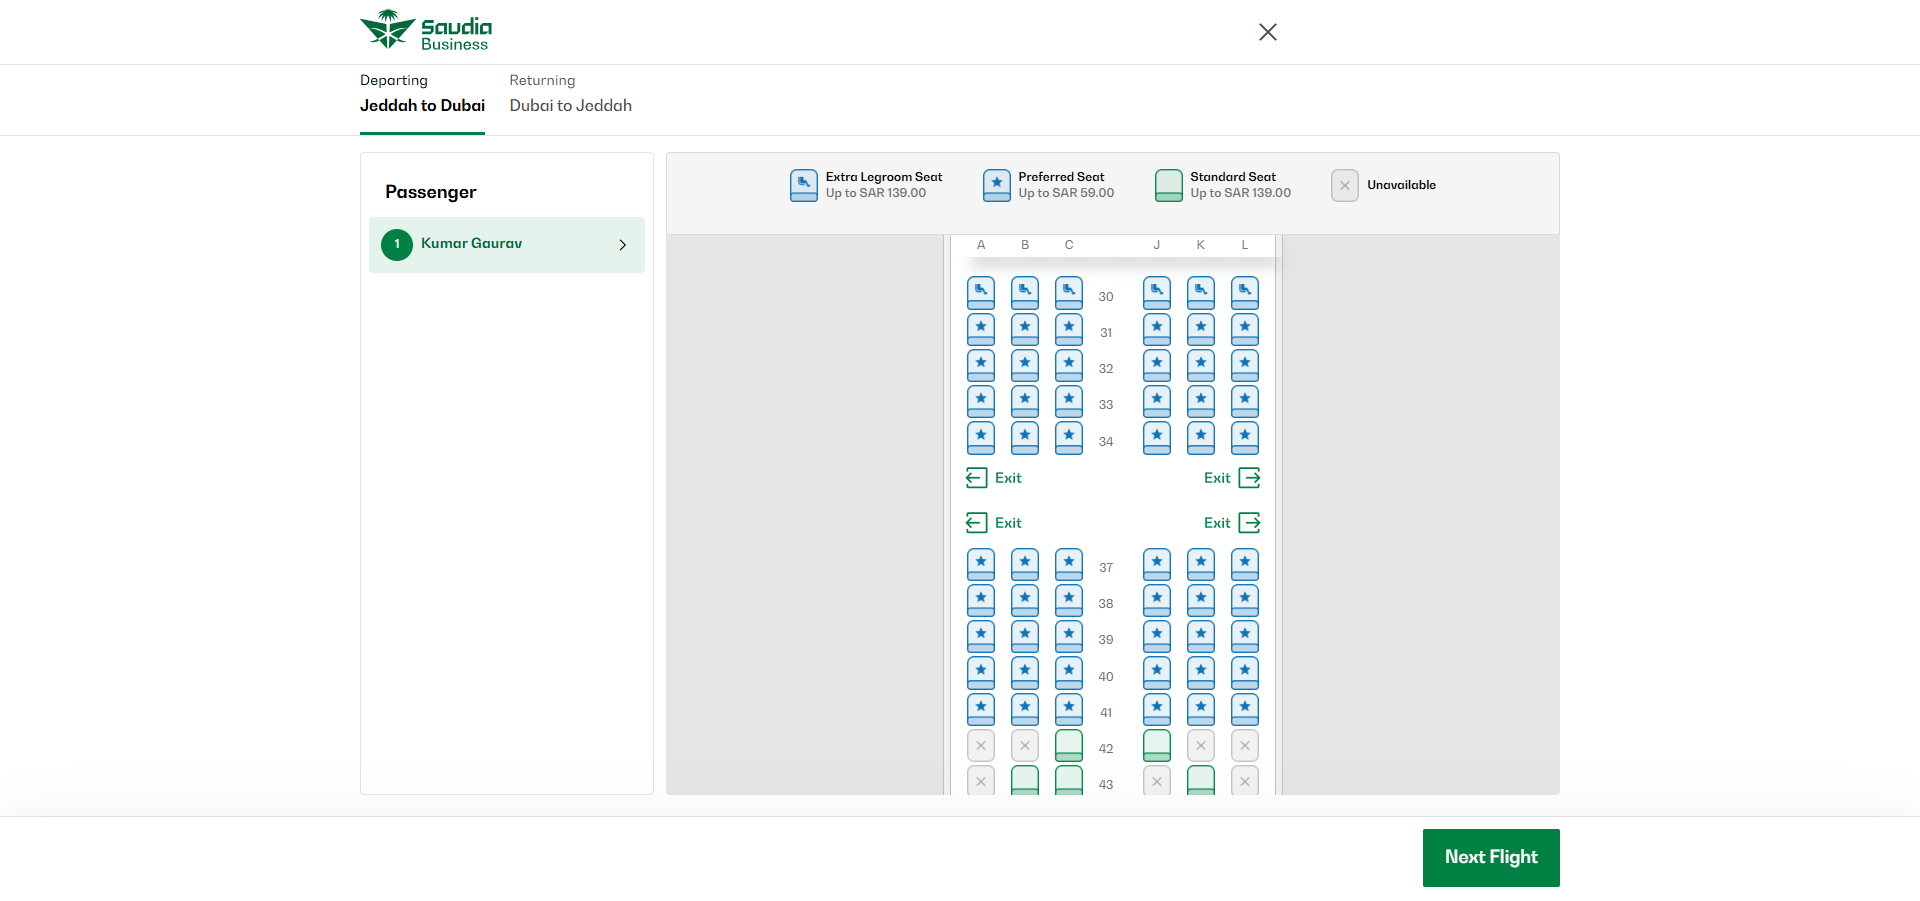 Saudia
Business
Departing
Jeddah to Dubai
Returning
Dubai to Jeddah
Passenger
1 Kumar Gaurav
Extra Legroom Seat
Up to SAR 139.00
Preferred Seat
Up to SAR 59.00
Standard Seat
Up to SAR 139.00
Unavailable
A B C J K L
30
31
32
33
34
Exit Exit
Exit Exit
37
38
39
40
41
42
43
Next Flight